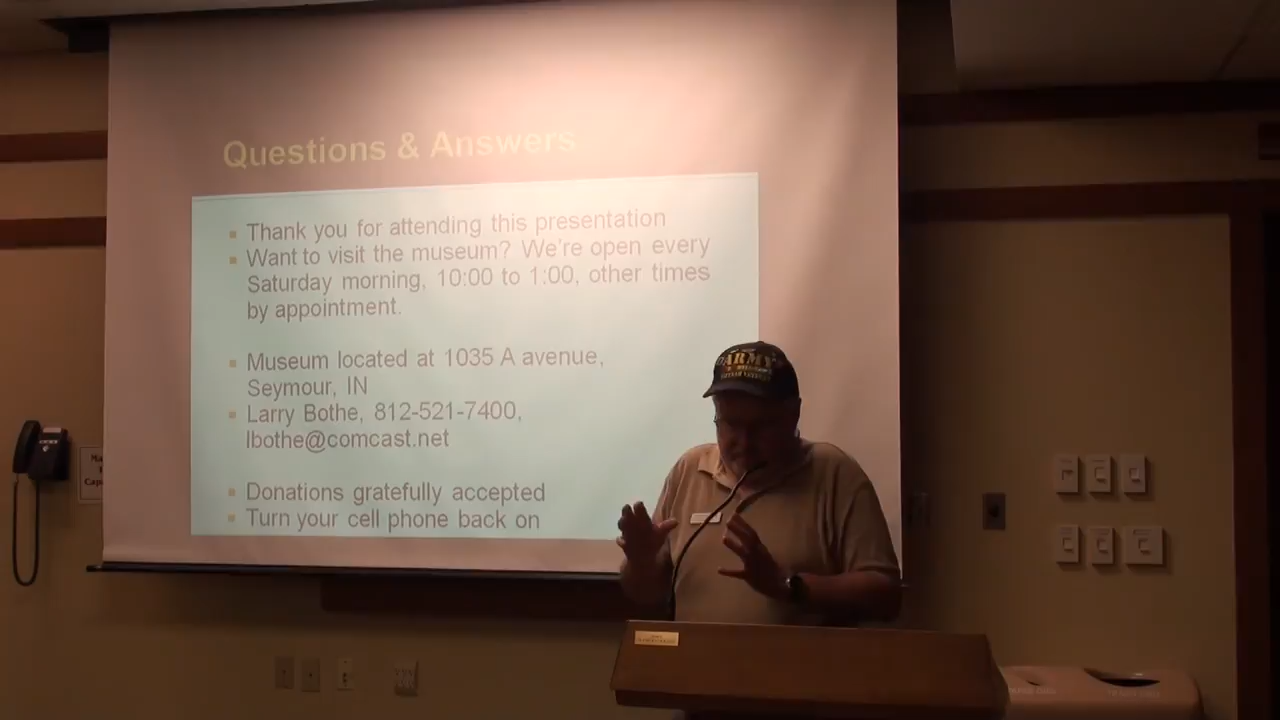 Questions & Answers
Thank you for attending this presentation
Want to visit the museum? We're open every
Saturday morning, 10:00 to 1:00, other times
by appointment.
Museum located at 1035 A avenue,
Seymour, IN
Larry Bothe, 812-521-7400,
lbothe@comcast.net
Donations gratefully accepted
Turn your cell phone back on
ARMY